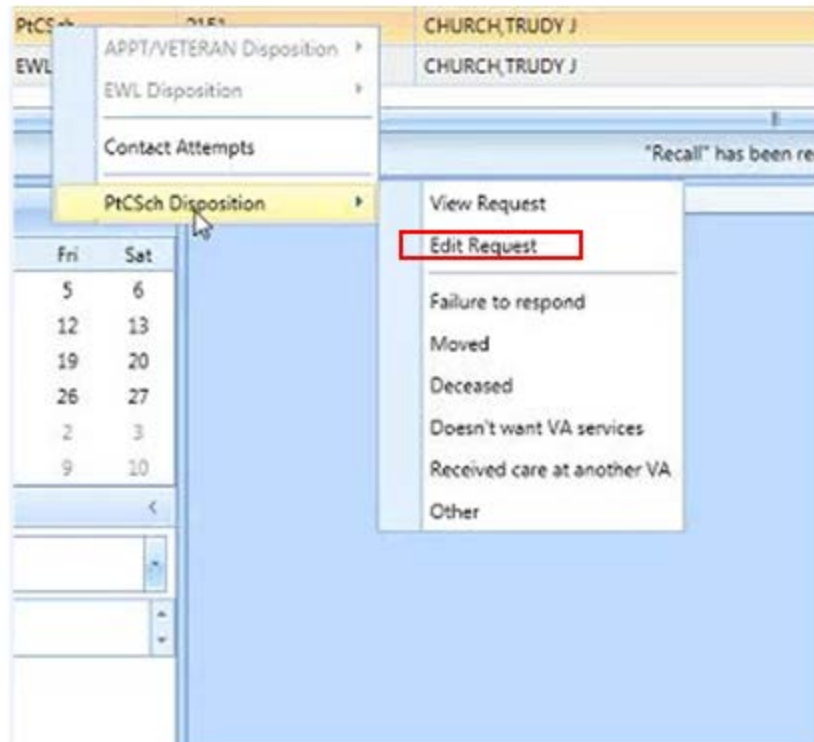 PtCSch CHURCH,TRUDY J
EWL CHURCH,TRUDY J
APPT/VETERAN Disposition
EWL Disposition
Contact Attempts
"Recall" has been re
PtCSch Disposition
View Request
Edit Request
Failure to respond
Moved
Deceased
Doesn't want VA services
Received care at another VA
Other
Fri Sat
5 6
12 13
19 20
26 27
2 3
9 10